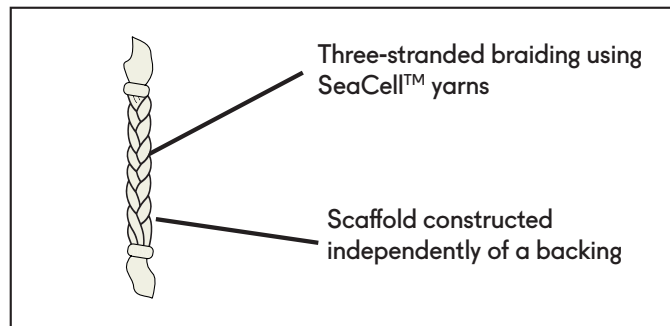 Three-stranded braiding using
SeaCell™ yarns
Scaffold constructed
independently of a backing